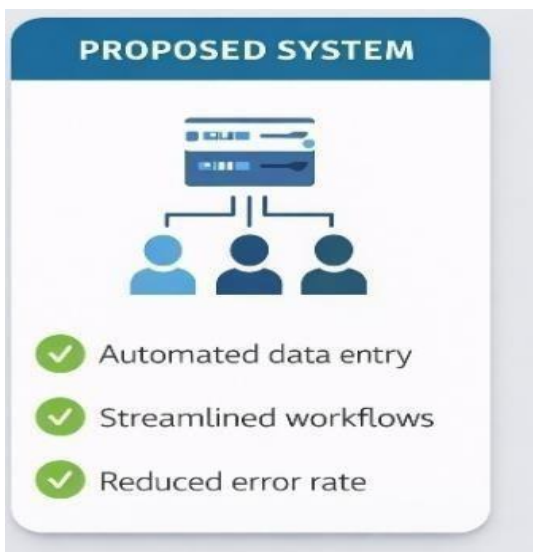 PROPOSED SYSTEM
Automated data entry
Streamlined workflows
Reduced error rate